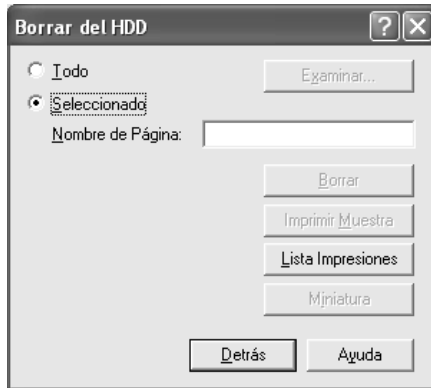 Borrar del HDD
Todo
Examinar...
Seleccionado
Nombre de Página:
Borrar
Imprimir Muestra
Lista Impresiones
Miniatura
Detrás
Ayuda